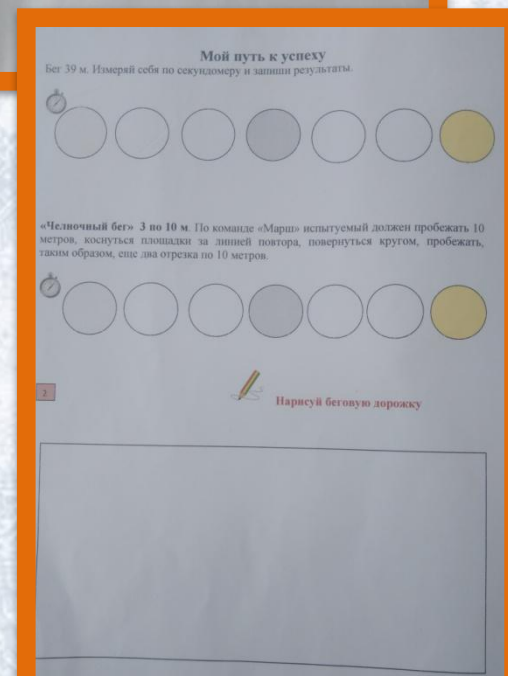 Мой путь к успеху
Бег 39 м. Измеряй себя по секундомеру и запиши результаты.
«Челночный бег» 3 по 10 м. По команде «Марш» испытуемый должен пробежать 10
метров, коснуться площадки за линией повтора, повернуться кругом, пробежать,
таким образом, еще два отрезка по 10 метров.
2
Нарисуй беговую дорожку